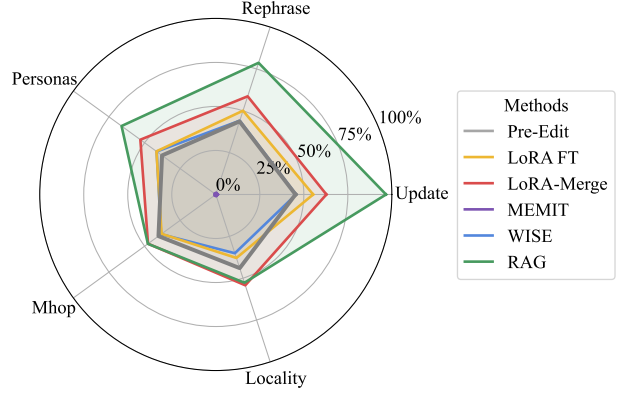 Rephrase
Personas
100%
75%
50%
25%
0%
Update
Mhop
Locality
Methods
Pre-Edit
LoRA FT
LoRA-Merge
MEMIT
WISE
RAG